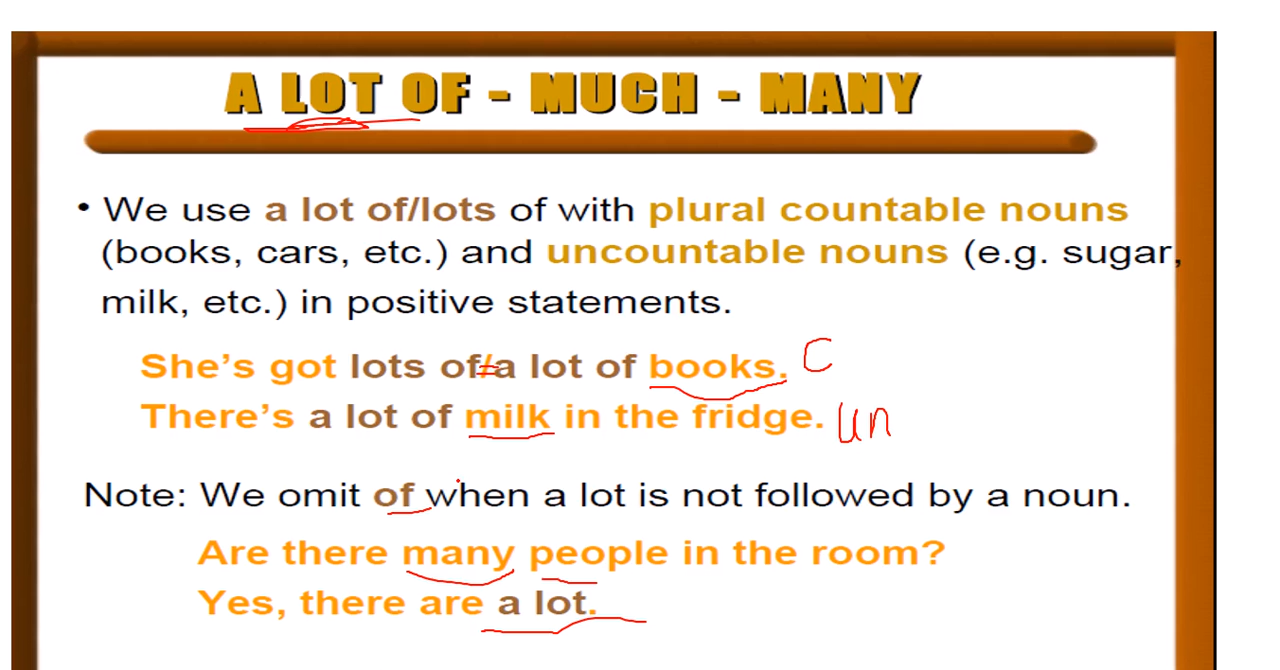 A LOT OF - MUCH - MANY
• We use a lot of/lots of with plural countable nouns
(books, cars, etc.) and uncountable nouns (e.g. sugar,
milk, etc.) in positive statements.
She's got lots of/a lot of books. C
There's a lot of milk in the fridge. un
Note: We omit of when a lot is not followed by a noun.
Are there many people in the room?
Yes, there are a lot.